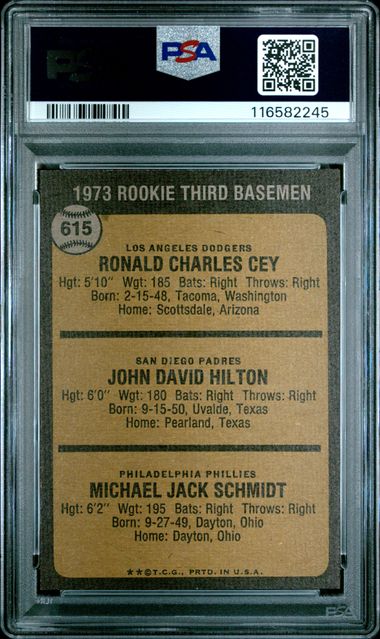 PSA
116582245
1973 ROOKIE THIRD BASEMEN
615
LOS ANGELES DODGERS
RONALD CHARLES CEY
Hgt: 5'10" Wgt: 185 Bats: Right Throws: Right
Born: 2-15-48, Tacoma, Washington
Home: Scottsdale, Arizona
SAN DIEGO PADRES
JOHN DAVID HILTON
Hgt: 6'0" Wgt: 180 Bats: Right Throws: Right
Born: 9-15-50, Uvalde, Texas
Home: Pearland, Texas
PHILADELPHIA PHILLIES
MICHAEL JACK SCHMIDT
Hgt: 6'2" Wgt: 195 Bats: Right Throws: Right
Born: 9-27-49, Dayton, Ohio
Home: Dayton, Ohio
**©T.C.G., PRTD. IN U.S.A.
PSA